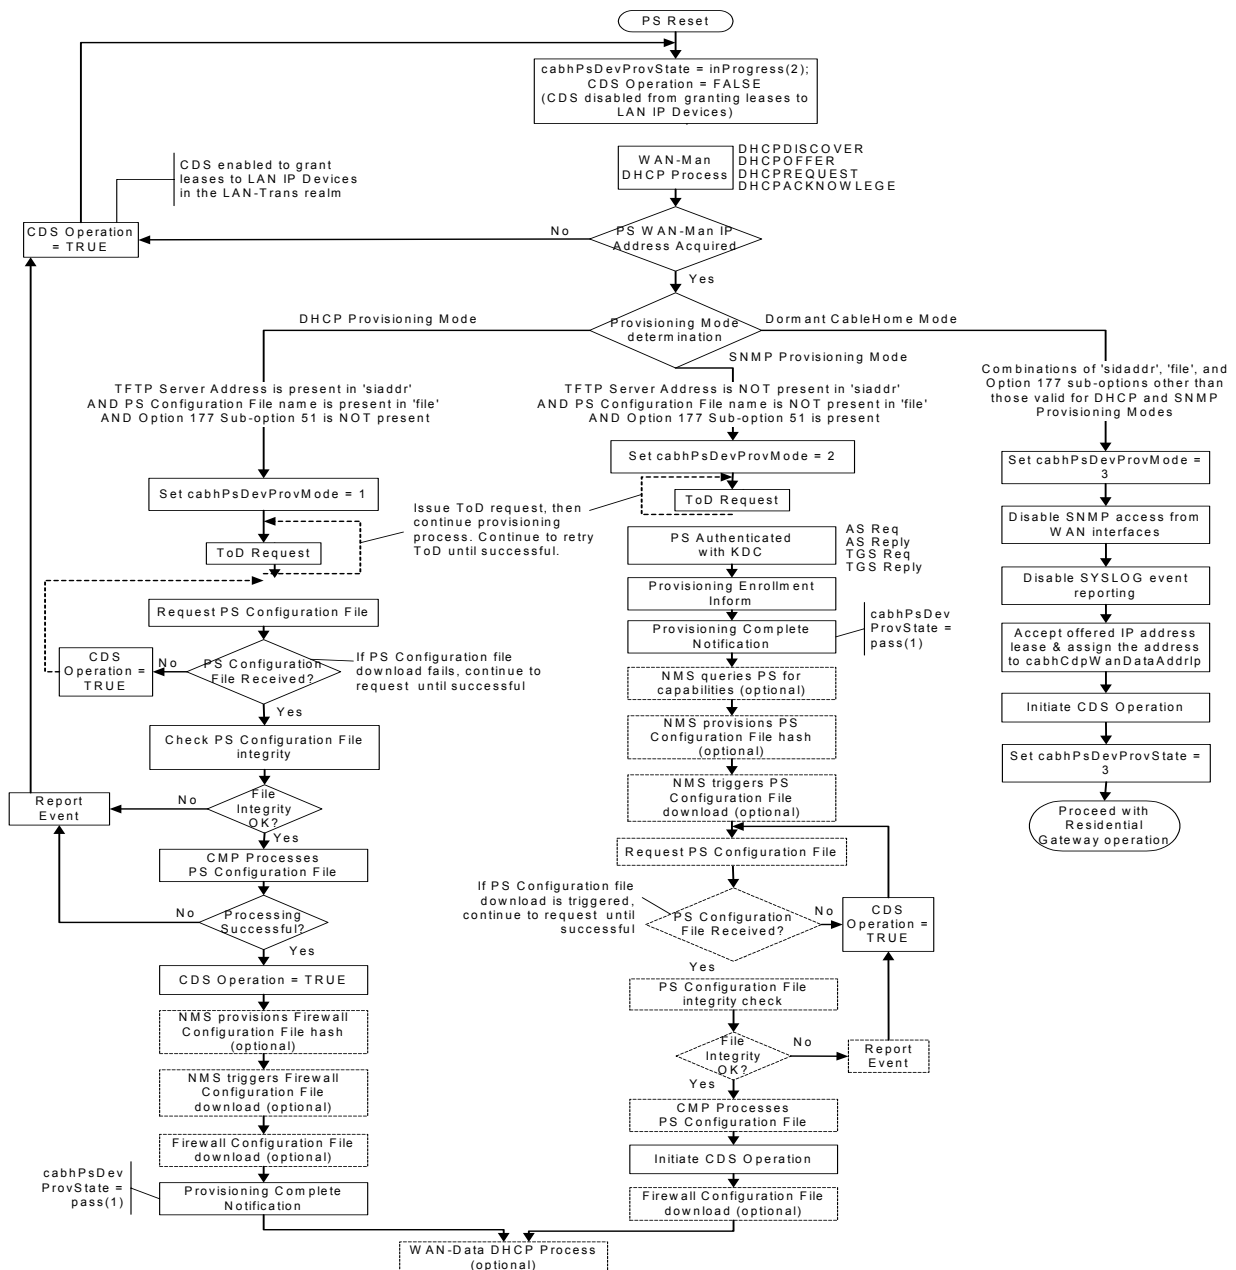 PS Reset
cabhPsDevProvState = inProgress(2);
CDS Operation = FALSE
(CDS disabled from granting leases to
LAN IP Devices)
WAN-Man
DHCP Process
DHCPDISCOVER
DHCPOFFER
DHCPREQUEST
DHCPACKNOWLEGE
CDS enabled to grant
leases to LAN IP Devices
in the LAN-Trans realm
CDS Operation
= TRUE
No
PS WAN-Man IP
Address Acquired
Yes
DHCP Provisioning Mode
Provisioning Mode
determination
Dormant CableHome Mode
SNMP Provisioning Mode
TFTP Server Address is present in 'siaddr'
AND PS Configuration File name is present in 'file'
AND Option 177 Sub-option 51 is NOT present
TFTP Server Address is NOT present in 'siaddr'
AND PS Configuration File name is NOT present in 'file'
AND Option 177 Sub-option 51 is present
Combinations of 'sidaddr', 'file', and
Option 177 sub-options other than
those valid for DHCP and SNMP
Provisioning Modes
Set cabhPsDevProvMode = 1
Issue ToD request, then
continue provisioning
process. Continue to retry
ToD until successful.
Set cabhPsDevProvMode = 2
ToD Request
Set cabhPsDevProvMode =
3
Disable SNMP access from
WAN interfaces
ToD Request
PS Authenticated
with KDC
AS Req
AS Reply
TGS Req
TGS Reply
Disable SYSLOG event
reporting
Provisioning Enrollment
Inform
Request PS Configuration File
Provisioning Complete
Notification
cabhPsDev
ProvState =
pass(1)
Accept offered IP address
lease & assign the address
to cabhCdpWanDataAddrIp
CDS
Operation =
TRUE
No
PS Configuration
File Received?
If PS Configuration file
download fails, continue to
request until successful
Yes
NMS queries PS for
capabilities (optional)
Initiate CDS Operation
Check PS Configuration File
integrity
NMS provisions PS
Configuration File hash
(optional)
Set cabhPsDevProvState =
3
Report
Event
No
File
Integrity
OK?
Yes
NMS triggers PS
Configuration File
download (optional)
Proceed with
Residential
Gateway operation
CMP Processes
PS Configuration File
Request PS Configuration File
No
Processing
Successful?
Yes
If PS Configuration file
download is triggered,
continue to request until
successful
PS Configuration
File Received?
No
CDS
Operation =
TRUE
Yes
CDS Operation = TRUE
PS Configuration File
integrity check
NMS provisions Firewall
Configuration File hash
(optional)
File
Integrity
OK?
No
Report
Event
Yes
NMS triggers Firewall
Configuration File
download (optional)
CMP Processes
PS Configuration File
Firewall Configuration File
download (optional)
Initiate CDS Operation
cabhPsDev
ProvState =
pass(1)
Provisioning Complete
Notification
Firewall Configuration File
download (optional)
WAN-Data DHCP Process
(optional)